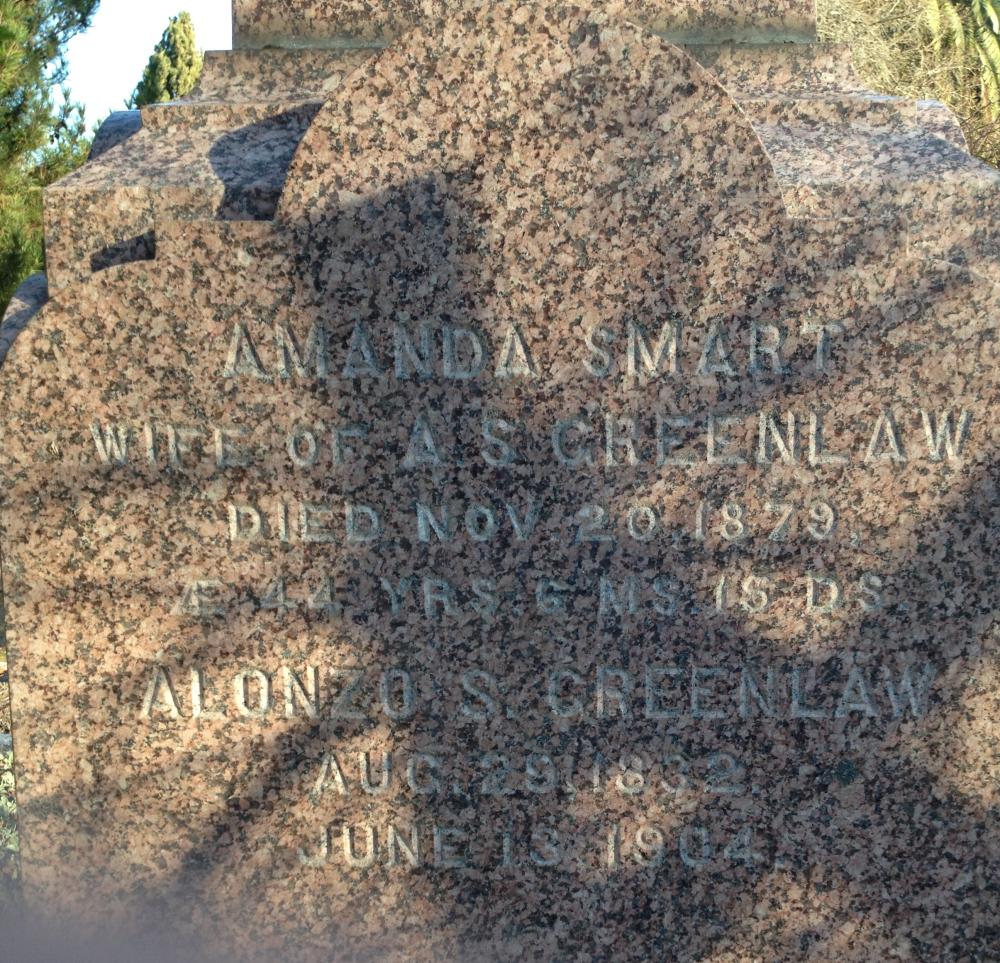 AMANDA SMART
WIFE OF A.S. GREENLAW
DIED NOV. 20, 1879,
Æ 44 YRS. 6 MS. 15 DS.
ALONZO S. GREENLAW
AUG. 29, 1832.
JUNE 13, 1904.